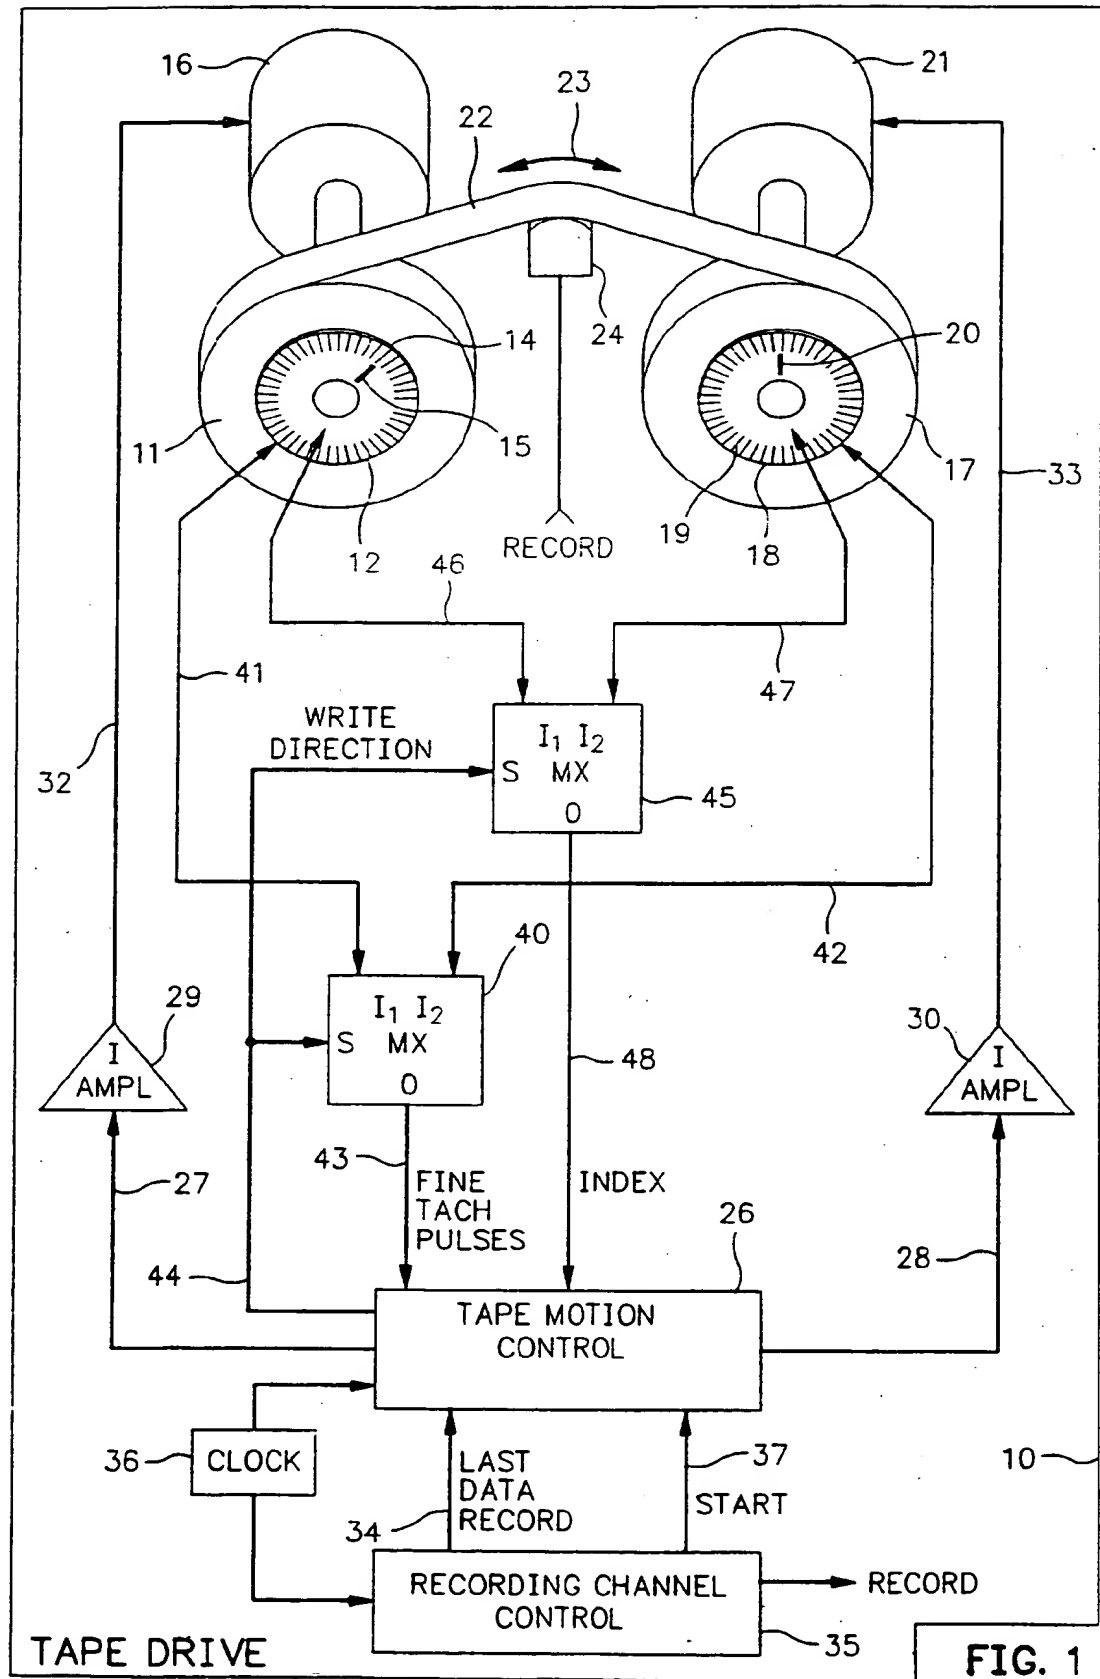 16
21
23
22
24
14
20
11
15
17
12
19
18
33
RECORD
46
41
47
WRITE
DIRECTION
I₁ I₂
S MX
O
45
32
42
40
I₁ I₂
S MX
O
29
I
AMPL
48
30
I
AMPL
43
FINE
TACH
PULSES
INDEX
27
26
28
44
TAPE MOTION
CONTROL
36
CLOCK
LAST
DATA
RECORD
34
37
START
10
RECORDING CHANNEL
CONTROL
RECORD
35
TAPE DRIVE
FIG. 1